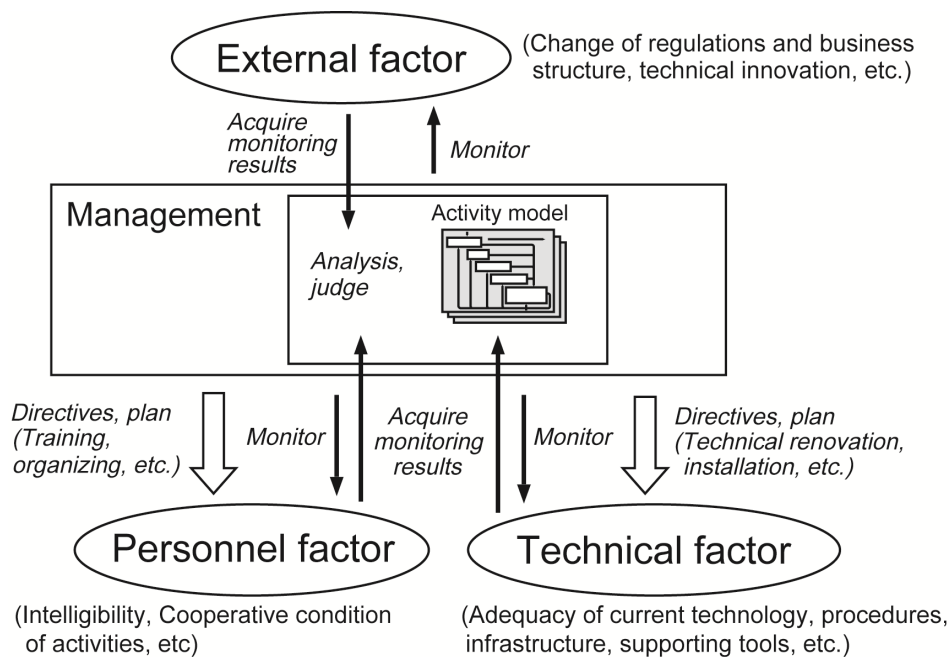 External factor
(Change of regulations and business
structure, technical innovation, etc.)
Acquire
monitoring
results
Monitor
Management
Activity model
Analysis,
judge
Directives, plan
(Training,
organizing, etc.)
Monitor
Acquire
monitoring
results
Monitor
Directives, plan
(Technical renovation,
installation, etc.)
Personnel factor
Technical factor
(Intelligibility, Cooperative condition
of activities, etc)
(Adequacy of current technology, procedures,
infrastructure, supporting tools, etc.)